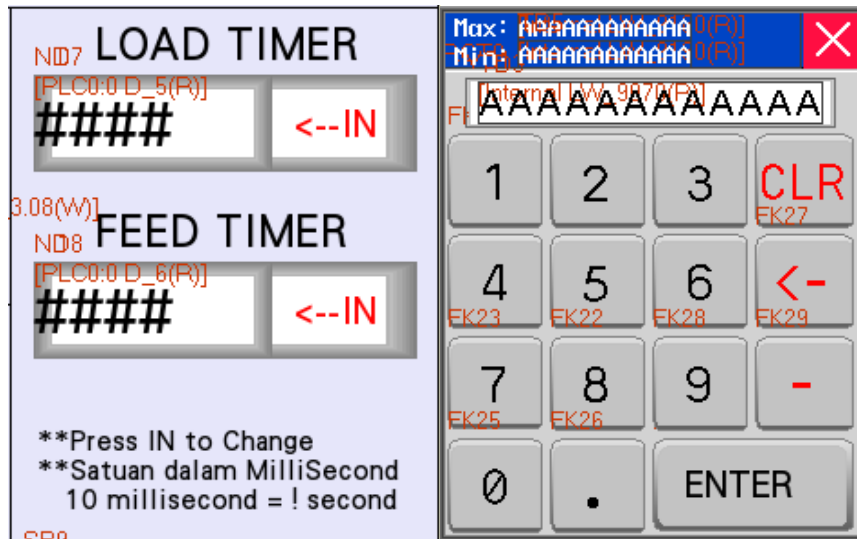 ND7 LOAD TIMER
[PLC0:0 D_5(R)]
####
<--IN
3.08(W)]
ND8 FEED TIMER
[PLC0:0 D_6(R)]
####
<--IN
**Press IN to Change
**Satuan dalam MilliSecond
10 millisecond = ! second
Max: AAAAAAAAAAAA
Min: AAAAAAAAAAAA
AAAAAAAAAAAA
1 2 3 CLR
FK27
4 5 6 <-
FK23 FK22 FK28 FK29
7 8 9 -
FK25 FK26
0 . ENTER